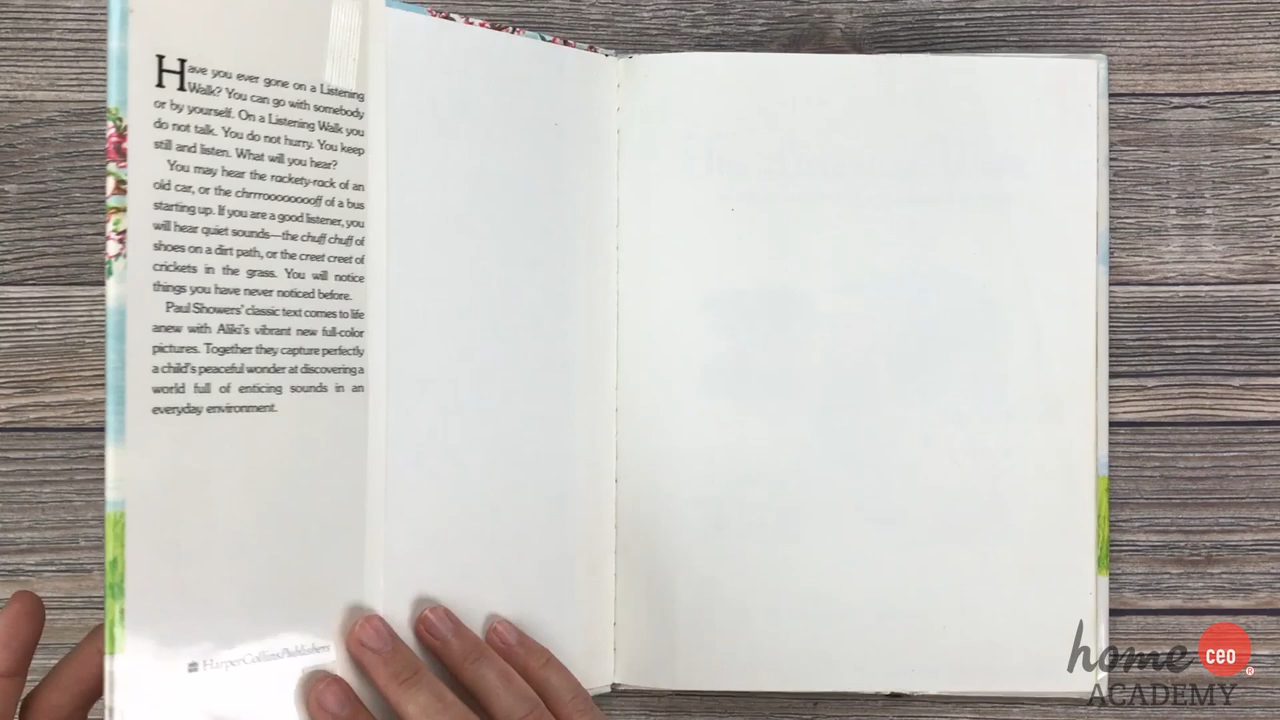 Have you ever gone on a Listening
Walk? You can go with somebody
or by yourself. On a Listening Walk you
do not talk. You do not hurry. You keep
still and listen. What will you hear?
You may hear the rackety-rack of an
old car, or the chrrrooooooooff of a bus
starting up. If you are a good listener, you
will hear quiet sounds—the chuff chuff of
shoes on a dirt path, or the creet creet of
crickets in the grass. You will notice
things you have never noticed before.
Paul Showers' classic text comes to life
anew with Aliki's vibrant new full-color
pictures. Together they capture perfectly
a child's peaceful wonder at discovering a
world full of enticing sounds in an
everyday environment.
HarperCollinsPublishers
home ceo®
ACADEMY